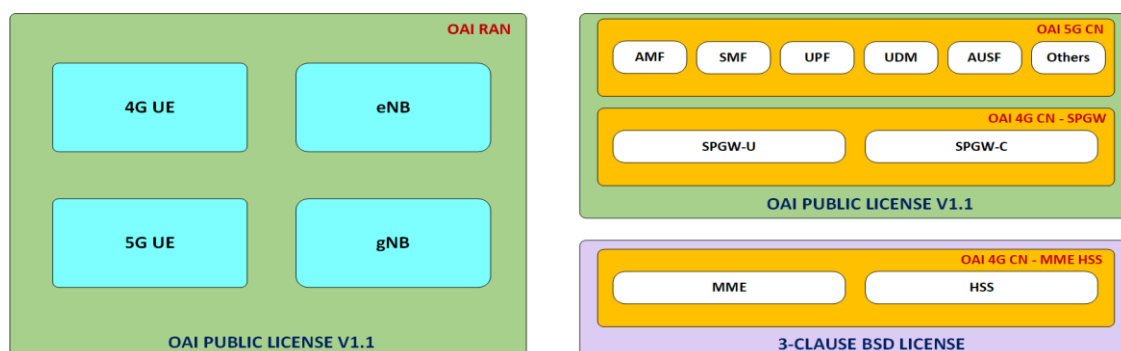 OAI RAN
4G UE
eNB
5G UE
gNB
OAI PUBLIC LICENSE V1.1
OAI 5G CN
AMF
SMF
UPF
UDM
AUSF
Others
OAI 4G CN - SPGW
SPGW-U
SPGW-C
OAI PUBLIC LICENSE V1.1
OAI 4G CN - MME HSS
MME
HSS
3-CLAUSE BSD LICENSE